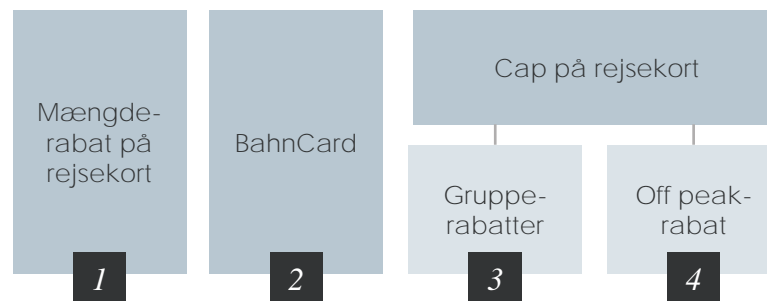 Mængde-
rabat på
rejsekort
1
BahnCard
2
Cap på rejsekort
Gruppe-
rabatter
3
Off peak-
rabat
4